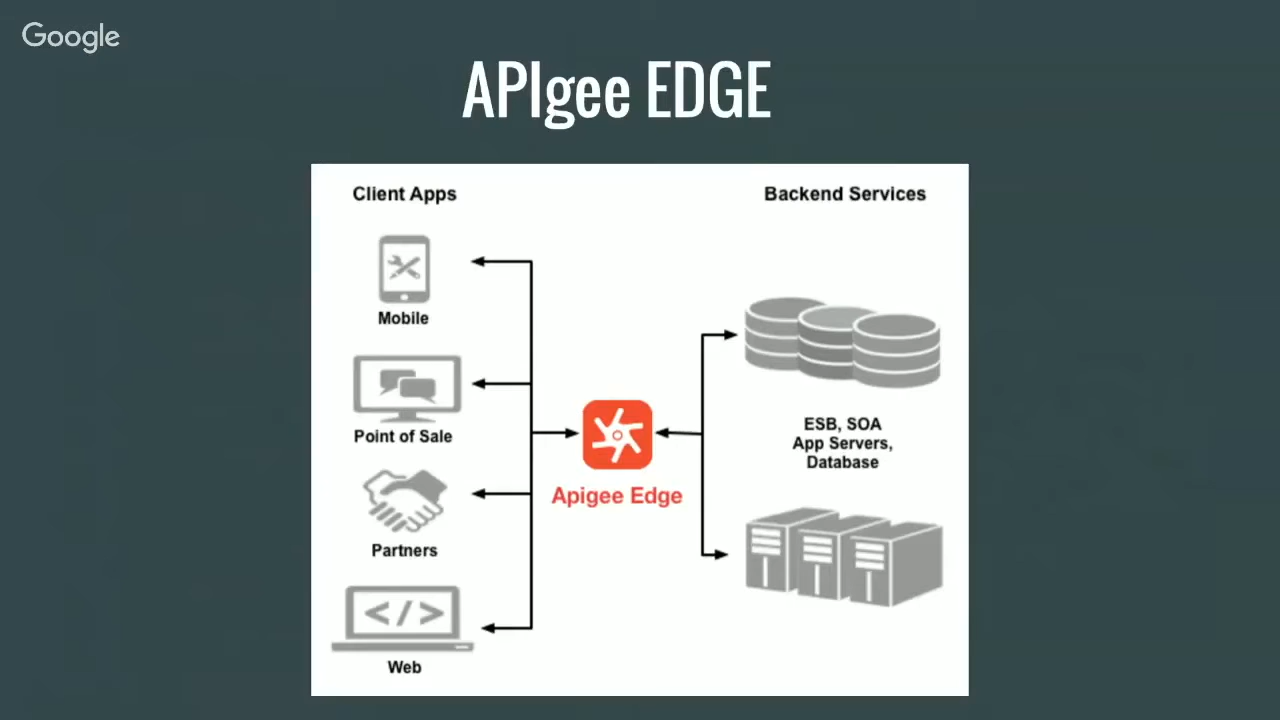 Google
APIgee EDGE
Client Apps
Backend Services
Mobile
Point of Sale
Partners
</>
Web
Apigee Edge
ESB, SOA
App Servers,
Database